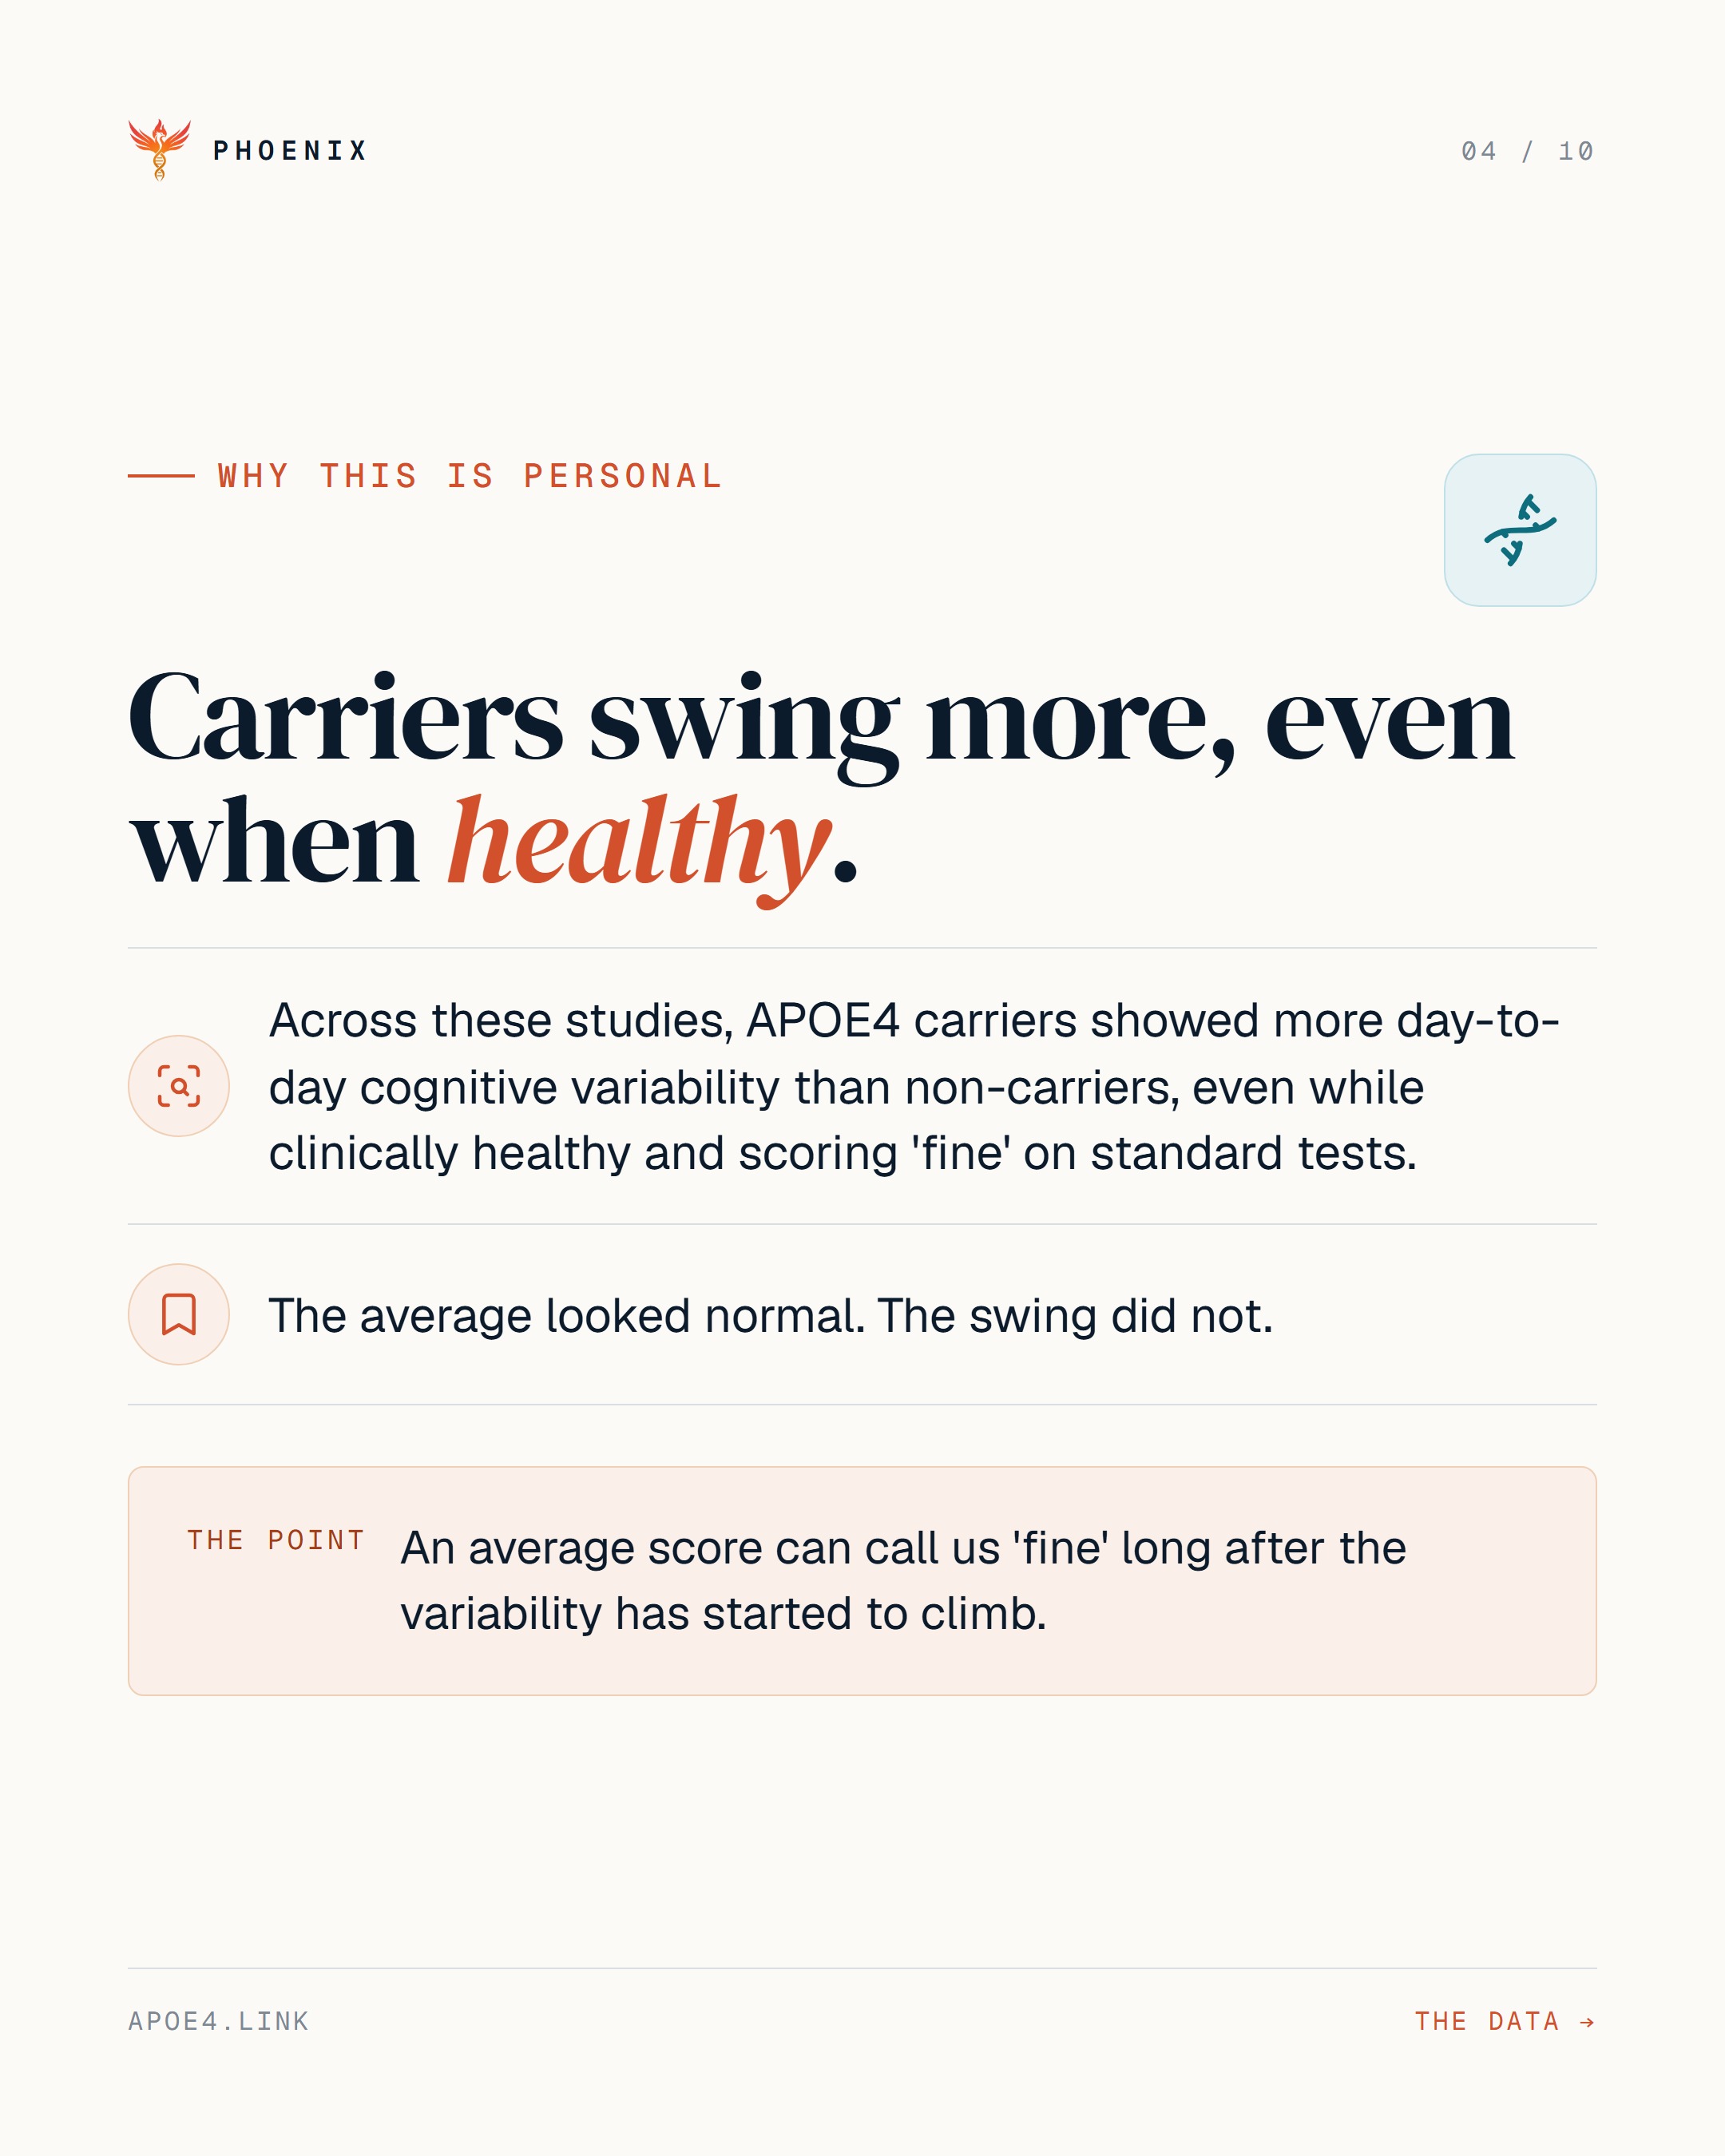 PHOENIX
04 / 10
WHY THIS IS PERSONAL
Carriers swing more, even
when healthy.
Across these studies, APOE4 carriers showed more day-to-
day cognitive variability than non-carriers, even while
clinically healthy and scoring 'fine' on standard tests.
The average looked normal. The swing did not.
THE POINT
An average score can call us 'fine' long after the
variability has started to climb.
APOE4.LINK
THE DATA →